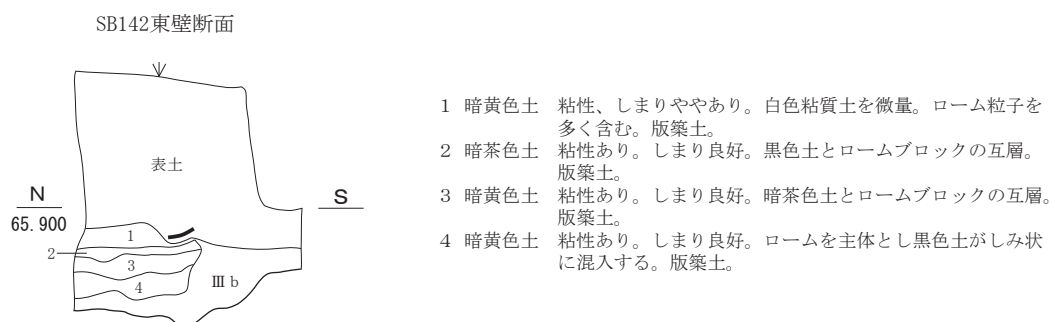 SB142東壁断面
表土
N
65.900
S
1
2
3
4
Ⅲb
1 暗黄色土 粘性、しまりややあり。白色粘質土を微量。ローム粒子を
多く含む。版築土。
2 暗茶色土 粘性あり。しまり良好。黒色土とロームブロックの互層。
版築土。
3 暗黄色土 粘性あり。しまり良好。暗茶色土とロームブロックの互層。
版築土。
4 暗黄色土 粘性あり。しまり良好。ロームを主体とし黒色土がしみ状
に混入する。版築土。